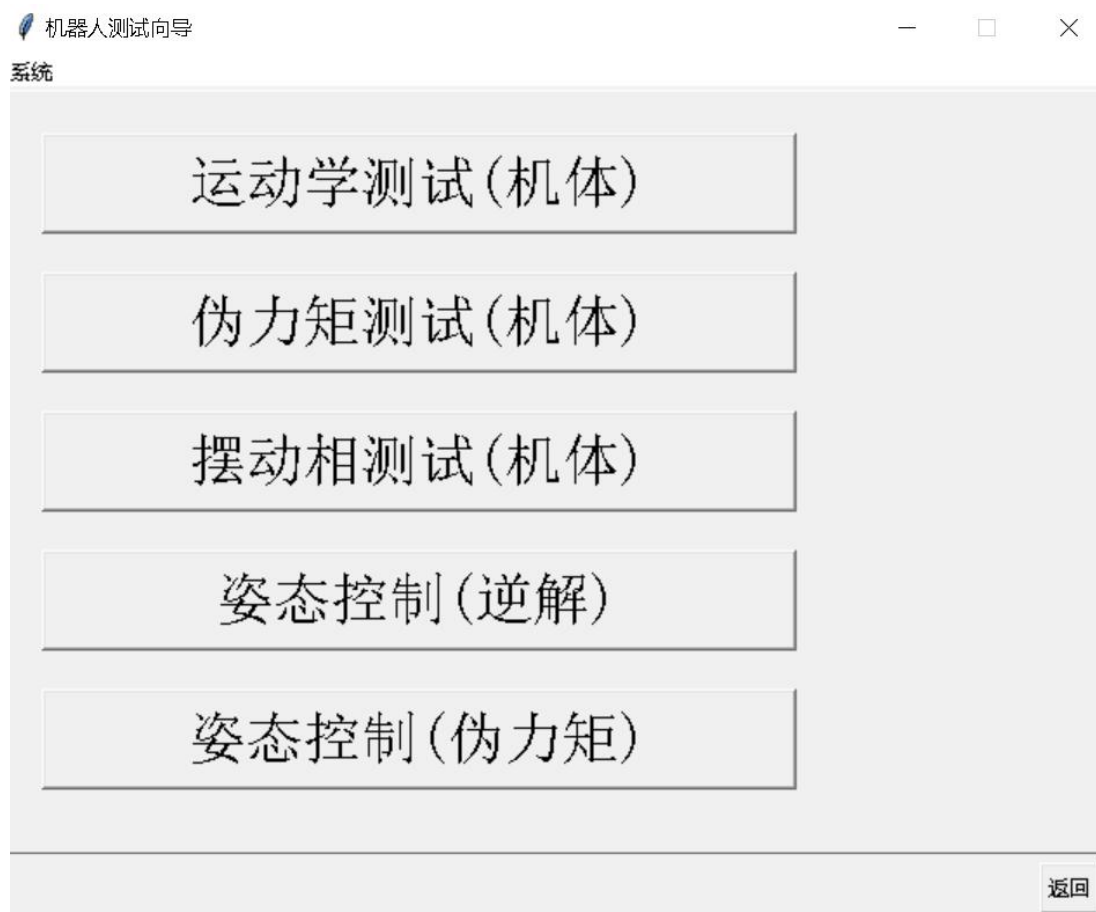 机器人测试向导
系统
运动学测试(机体)
伪力矩测试(机体)
摆动相测试(机体)
姿态控制(逆解)
姿态控制(伪力矩)
返回